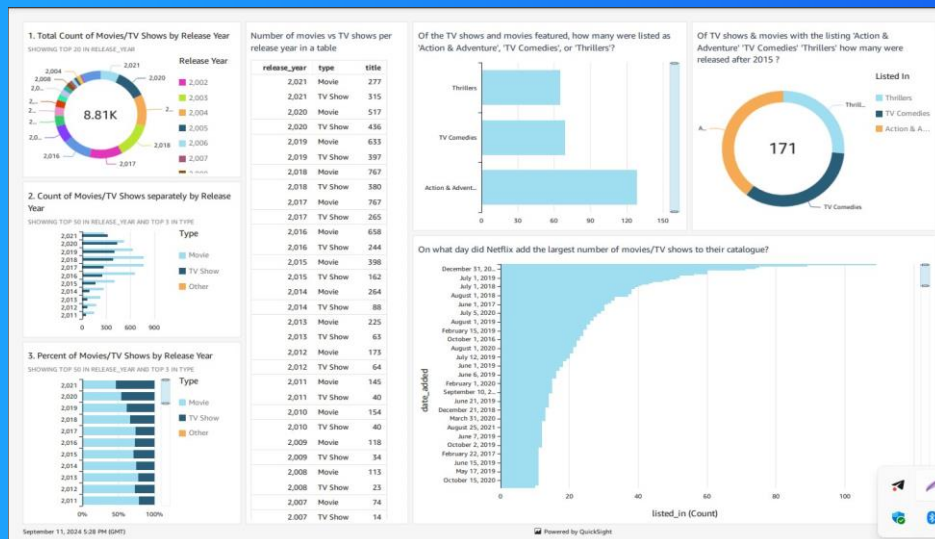 1. Total Count of Movies/TV Shows by Release Year
SHOWING TOP 20 IN RELEASE_YEAR
2,004
2,008
2,0...
2...
2...
2...
2,0...
2,016
2,017
2,018
2...
2,020
2,021
8.81K
Release Year
2,002
2,003
2,004
2,005
2,006
2,007
2. Count of Movies/TV Shows separately by Release Year
SHOWING TOP 50 IN RELEASE_YEAR AND TOP 3 IN TYPE
2,021
2,020
2,019
2,018
2,017
2,016
2,015
2,014
2,013
2,012
2,011
0 300 600 900
Type
Movie
TV Show
Other
3. Percent of Movies/TV Shows by Release Year
SHOWING TOP 50 IN RELEASE_YEAR AND TOP 3 IN TYPE
2,021
2,020
2,019
2,018
2,017
2,016
2,015
2,014
2,013
2,012
2,011
0% 50% 100%
Type
Movie
TV Show
Other
Number of movies vs TV shows per release year in a table
release_year type title
2,021 Movie 277
2,021 TV Show 315
2,020 Movie 517
2,020 TV Show 436
2,019 Movie 633
2,019 TV Show 397
2,018 Movie 767
2,018 TV Show 380
2,017 Movie 767
2,017 TV Show 265
2,016 Movie 658
2,016 TV Show 244
2,015 Movie 398
2,015 TV Show 162
2,014 Movie 264
2,014 TV Show 88
2,013 Movie 225
2,013 TV Show 63
2,012 Movie 173
2,012 TV Show 64
2,011 Movie 145
2,011 TV Show 40
2,010 Movie 154
2,010 TV Show 40
2,009 Movie 118
2,009 TV Show 34
2,008 Movie 113
2,008 TV Show 23
2,007 Movie 74
2,007 TV Show 14
Of the TV shows and movies featured, how many were listed as 'Action & Adventure', 'TV Comedies', or 'Thrillers'?
Thrillers
TV Comedies
Action & Advent...
0 30 60 90 120 150
Of TV shows & movies with the listing 'Action & Adventure' 'TV Comedies' 'Thrillers' how many were released after 2015 ?
A...
Thrill...
TV Comedies
171
Listed In
Thrillers
TV Comedies
Action & A...
On what day did Netflix add the largest number of movies/TV shows to their catalogue?
date_added
December 31, 20...
July 1, 2019
July 1, 2018
August 1, 2018
June 1, 2017
July 5, 2020
August 1, 2019
February 15, 2019
October 1, 2016
August 1, 2020
July 12, 2019
June 1, 2019
June 6, 2019
February 1, 2020
September 10, 2...
June 21, 2019
December 21, 2018
March 31, 2020
August 25, 2021
June 7, 2019
October 2, 2019
February 22, 2017
June 15, 2019
May 17, 2019
October 15, 2020
0 20 40 60 80 100
listed_in (Count)
September 11, 2024 5:28 PM (GMT)
Powered by QuickSight